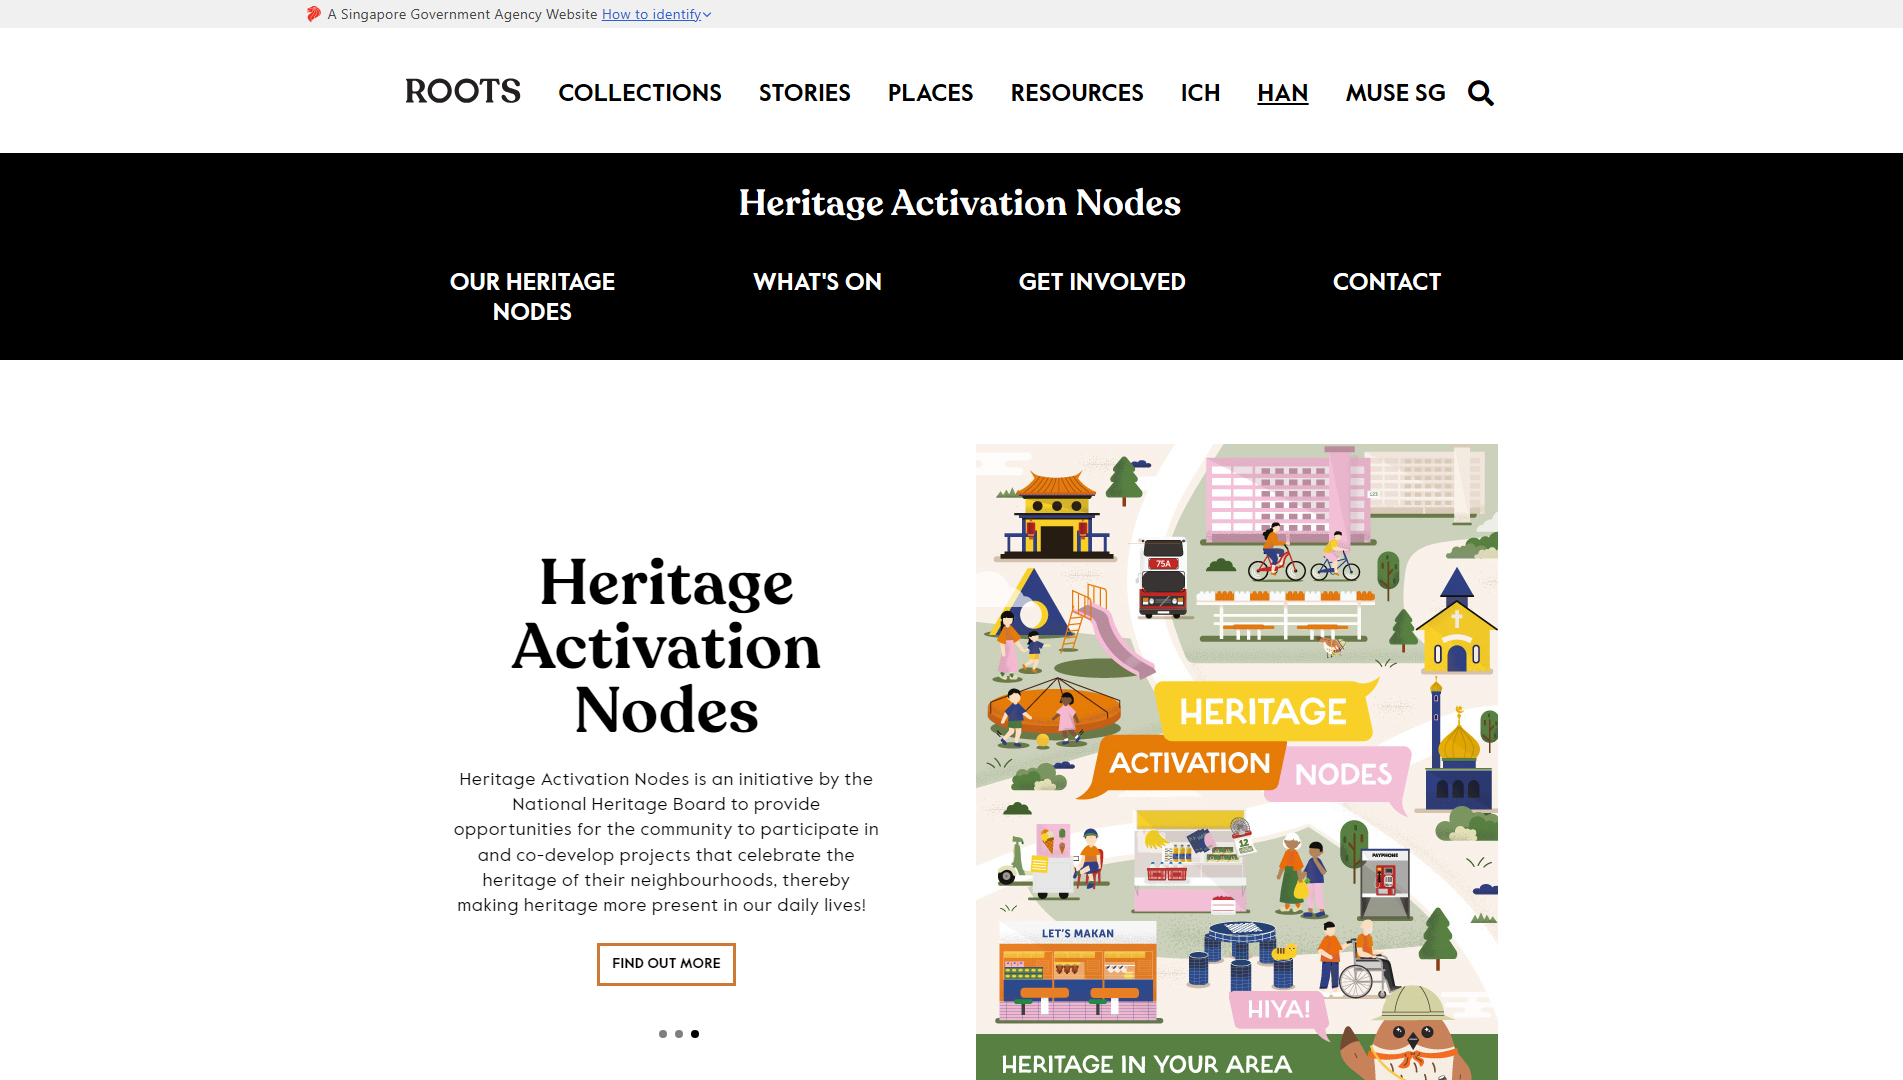 A Singapore Government Agency Website How to identify
ROOTS COLLECTIONS STORIES PLACES RESOURCES ICH HAN MUSE SG
Heritage Activation Nodes
OUR HERITAGE
NODES
WHAT'S ON
GET INVOLVED
CONTACT
Heritage
Activation
Nodes
Heritage Activation Nodes is an initiative by the
National Heritage Board to provide
opportunities for the community to participate in
and co-develop projects that celebrate the
heritage of their neighbourhoods, thereby
making heritage more present in our daily lives!
FIND OUT MORE
123
75A
HERITAGE
ACTIVATION
NODES
12
PAYPHONE
LET'S MAKAN
HIYA!
HERITAGE IN YOUR AREA